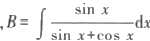 , B = ∫ sin x / (sin x+cos x) dx